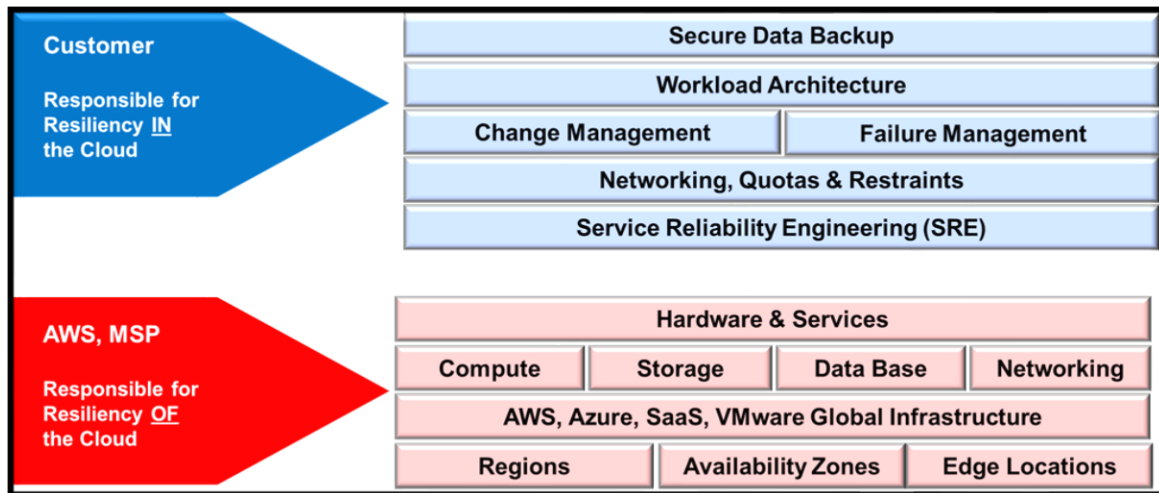 Customer
Responsible for
Resiliency IN
the Cloud
Secure Data Backup
Workload Architecture
Change Management
Failure Management
Networking, Quotas & Restraints
Service Reliability Engineering (SRE)
AWS, MSP
Responsible for
Resiliency OF
the Cloud
Hardware & Services
Compute
Storage
Data Base
Networking
AWS, Azure, SaaS, VMware Global Infrastructure
Regions
Availability Zones
Edge Locations